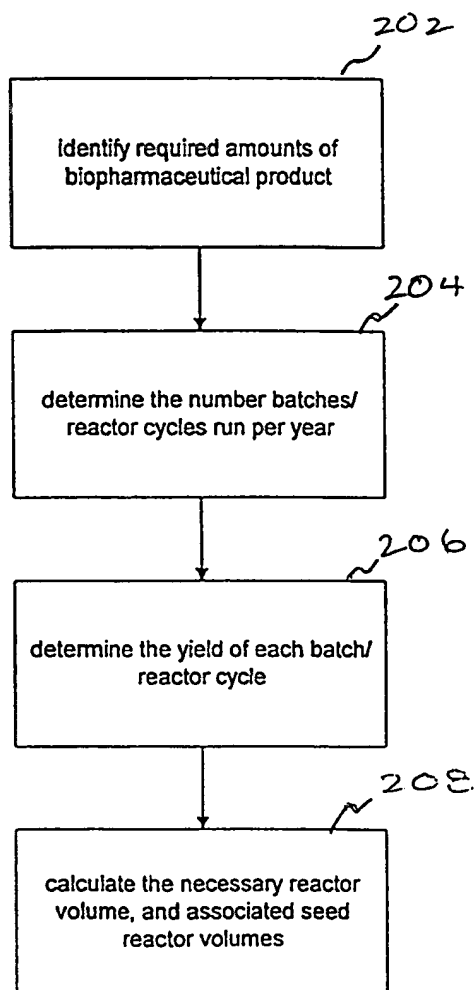 202
identify required amounts of
biopharmaceutical product
204
determine the number batches/
reactor cycles run per year
206
determine the yield of each batch/
reactor cycle
208
calculate the necessary reactor
volume, and associated seed
reactor volumes